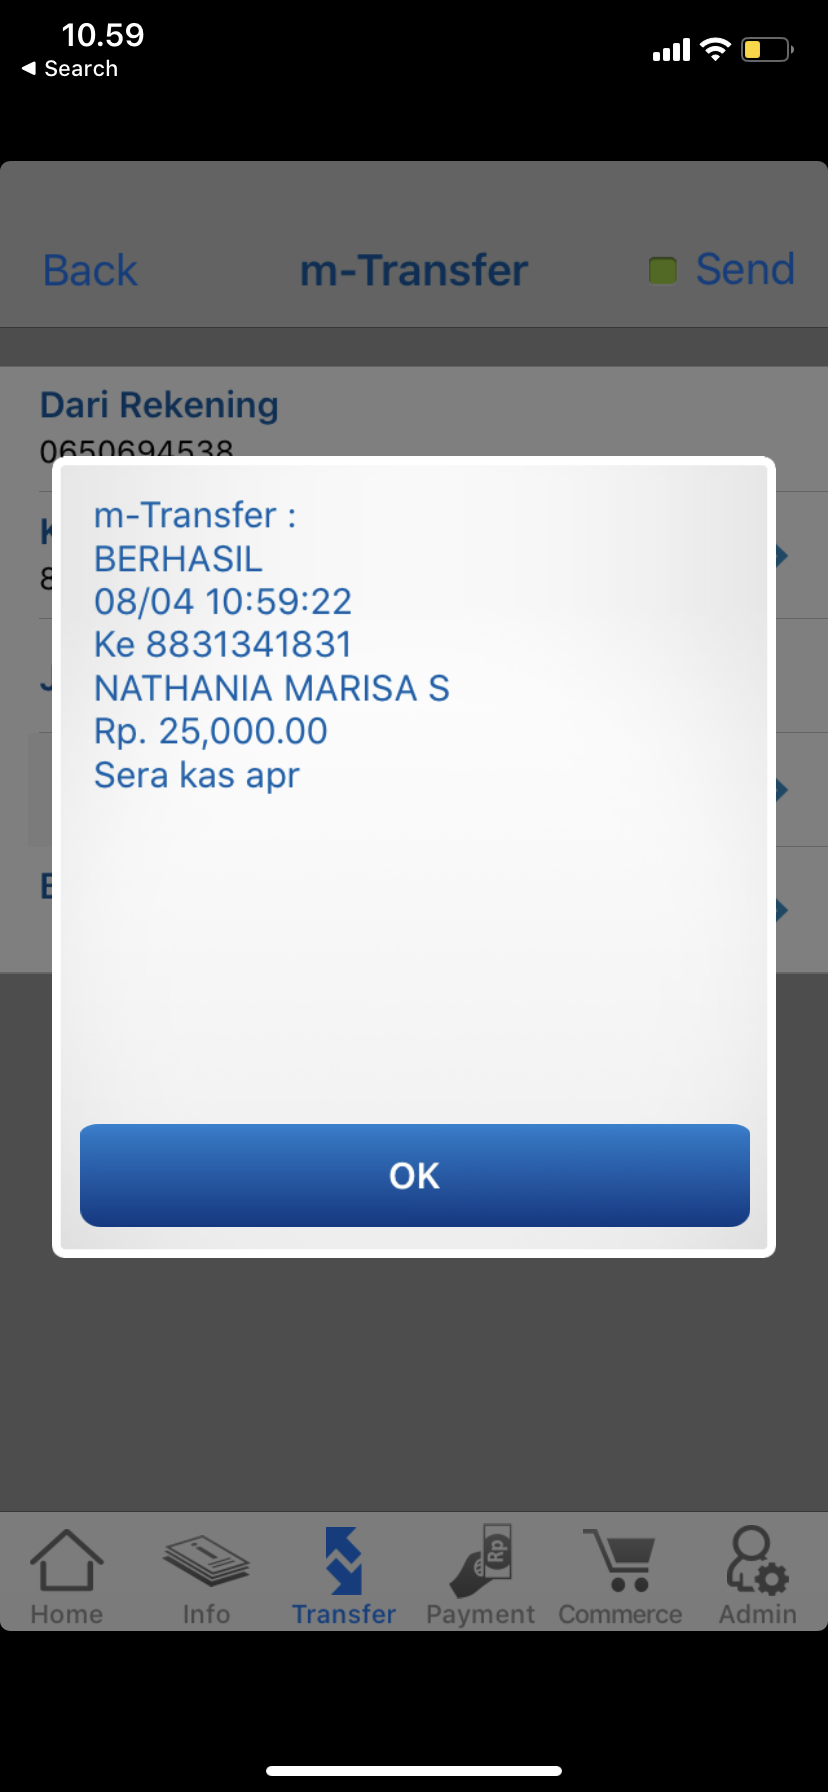 10.59
Search
Back
m-Transfer
Send
Dari Rekening
0650694538
m-Transfer :
BERHASIL
08/04 10:59:22
Ke 8831341831
NATHANIA MARISA S
Rp. 25,000.00
Sera kas apr
OK
Rp
Home
Info
Transfer
Payment
Commerce
Admin